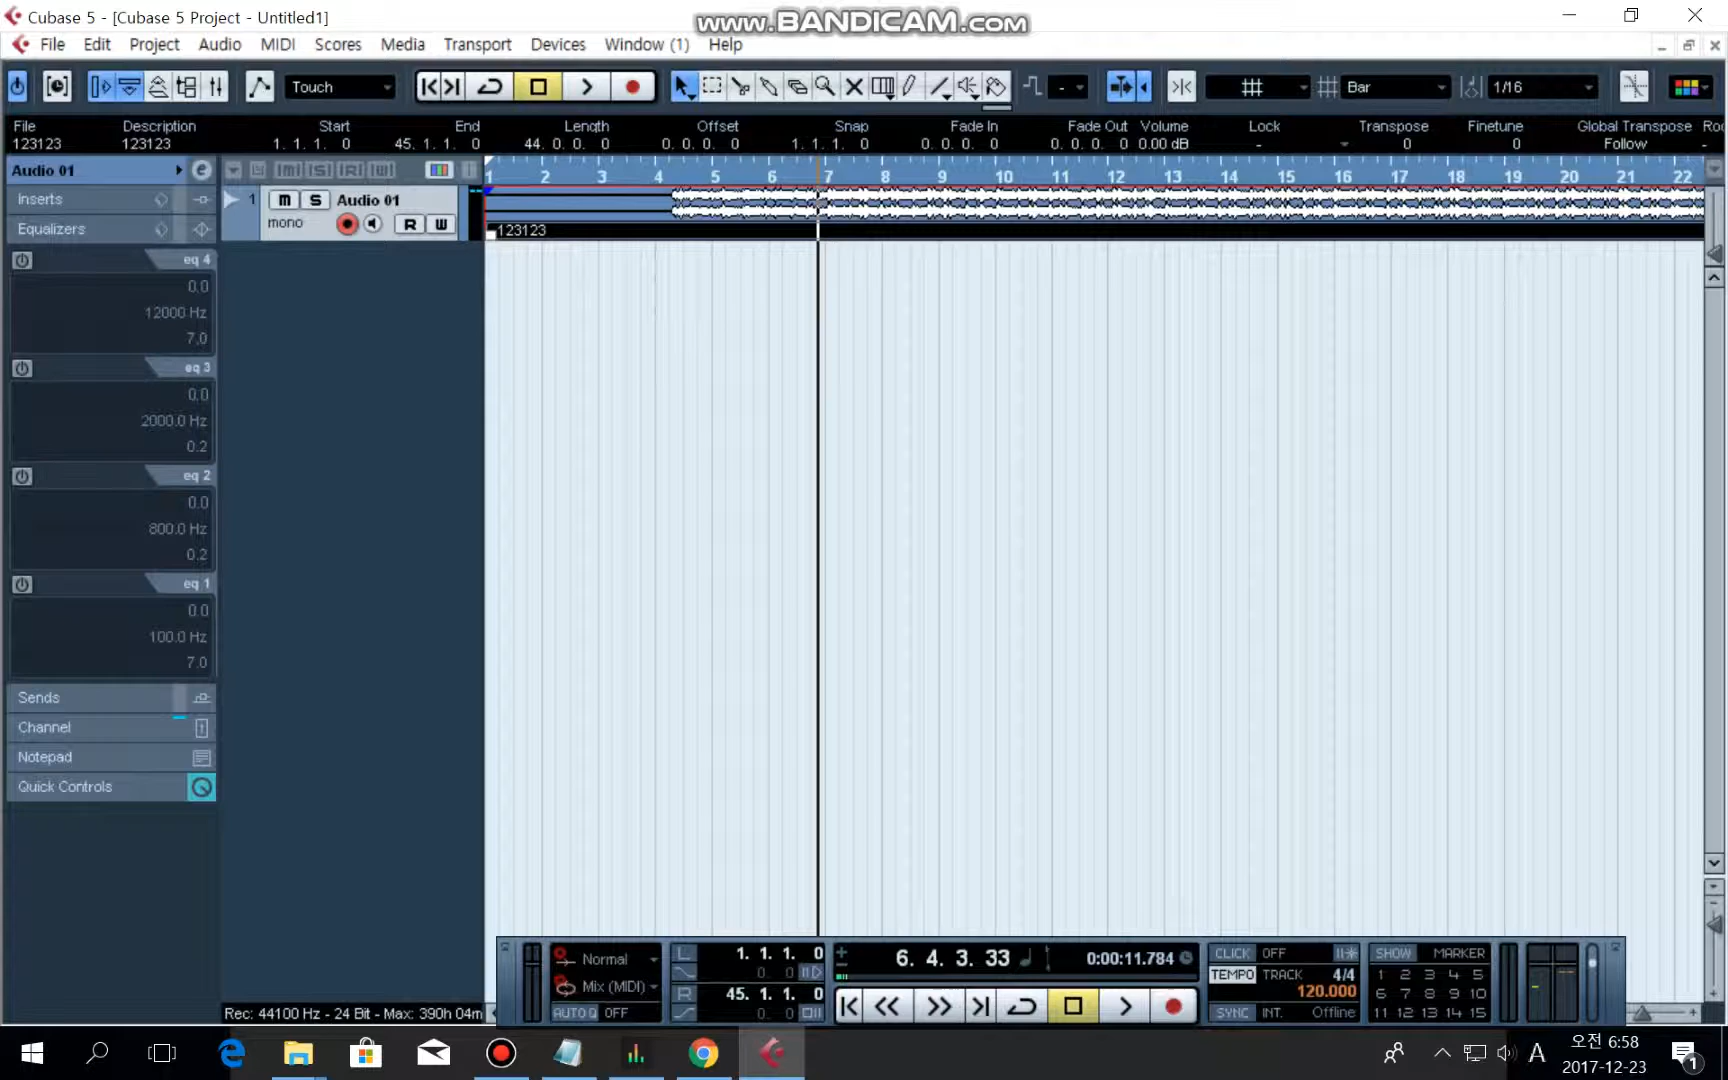 Cubase 5 - [Cubase 5 Project - Untitled1]
www.BANDICAM.com
File Edit Project Audio MIDI Scores Media Transport Devices Window (1) Help
Touch
Bar
1/16
File Description Start End Length Offset Snap Fade In Fade Out Volume Lock Transpose Finetune Global Transpose
123123 123123 1. 1. 1. 0 45. 1. 1. 0 44. 0. 0. 0 0. 0. 0. 0 1. 1. 1. 0 0. 0. 0. 0 0. 0. 0. 0 0.00 dB - 0 0 Follow -
Audio 01
1 2 3 4 5 6 7 8 9 10 11 12 13 14 15 16 17 18 19 20 21 22
Inserts
1 m S Audio 01
mono R W
Equalizers
123123
eq 4
0.0
12000 Hz
7.0
eq 3
0.0
2000.0 Hz
0.2
eq 2
0.0
800.0 Hz
0.2
eq 1
0.0
100.0 Hz
7.0
Sends
Channel
Notepad
Quick Controls
Normal
Mix (MIDI)
AUTO Q OFF
L 1. 1. 1. 0
0. 0
R 45. 1. 1. 0
0. 0
6. 4. 3. 33
0:00:11.784
CLICK OFF
TEMPO TRACK 4/4
120.000
SYNC INT. Offline
SHOW MARKER
1 2 3 4 5
6 7 8 9 10
11 12 13 14 15
Rec: 44100 Hz - 24 Bit - Max: 390h 04m
A
오전 6:58
2017-12-23
1